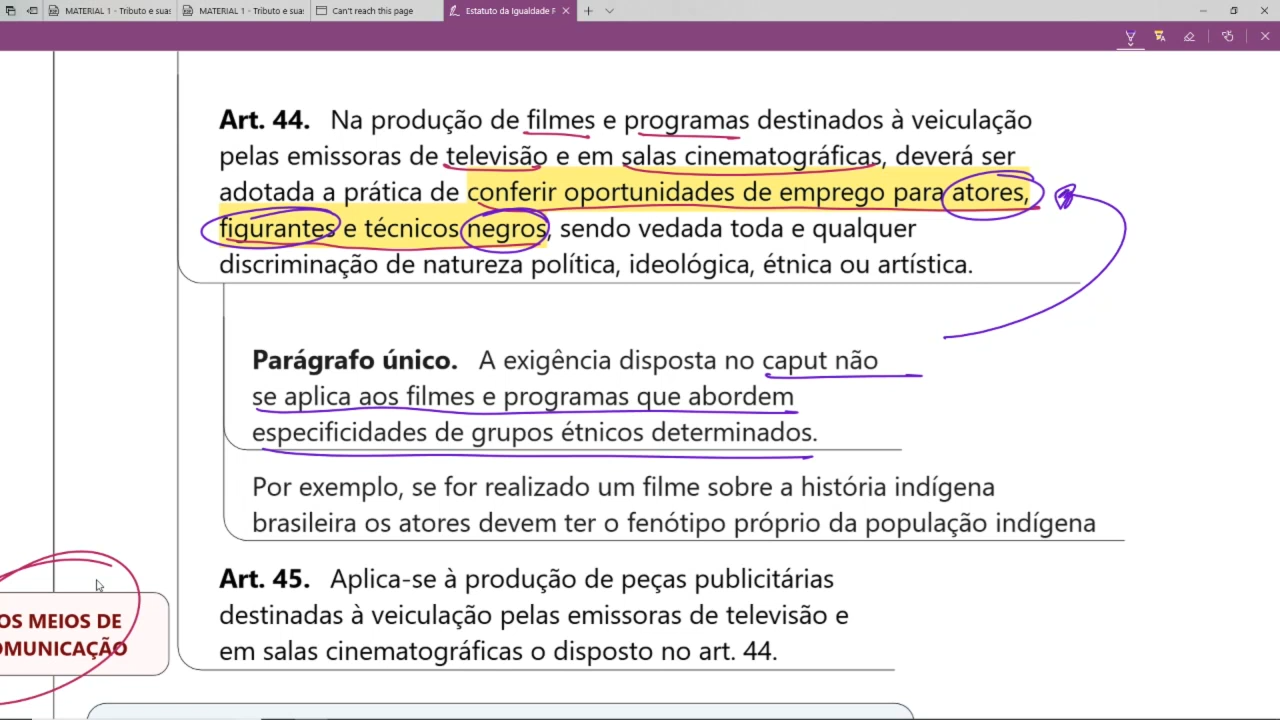 MATERIAL 1 - Tributo e suas
MATERIAL 1 - Tributo e suas
Can't reach this page
Estatuto da Igualdade F
Art. 44. Na produção de filmes e programas destinados à veiculação
pelas emissoras de televisão e em salas cinematográficas, deverá ser
adotada a prática de conferir oportunidades de emprego para atores,
figurantes e técnicos negros, sendo vedada toda e qualquer
discriminação de natureza política, ideológica, étnica ou artística.
Parágrafo único. A exigência disposta no caput não
se aplica aos filmes e programas que abordem
especificidades de grupos étnicos determinados.
Por exemplo, se for realizado um filme sobre a história indígena
brasileira os atores devem ter o fenótipo próprio da população indígena
Art. 45. Aplica-se à produção de peças publicitárias
destinadas à veiculação pelas emissoras de televisão e
em salas cinematográficas o disposto no art. 44.
OS MEIOS DE
OMUNICAÇÃO